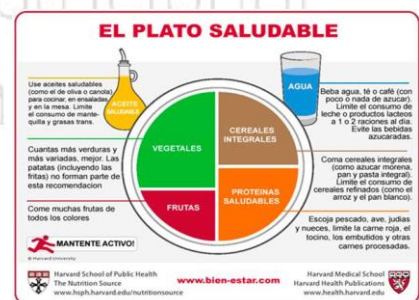 EL PLATO SALUDABLE
Use aceites saludables
(como el de oliva o canola)
para cocinar, en ensaladas
y en la mesa. Limite
el consumo de mante-
quilla y grasas trans.
ACEITE
SALUDABLE
AGUA
Beba agua, té o café (con
poco o nada de azucar).
Limite el consumo de
leche o productos lacteos
a 1 o 2 raciones al día.
Evite las bebidas
azucaradas.
VEGETALES
CEREALES
INTEGRALES
Cuantas más verduras y
más variadas, mejor. Las
patatas (incluyendo las
fritas) no forman parte de
esta recomendacion
Coma cereales integrales
(como azucar morena,
pan y pasta integral).
Limite el consumo de
cereales refinados (como el
arroz y el pan blanco).
FRUTAS
PROTEINAS
SALUDABLES
Come muchas frutas de
todos los colores
Escoja pescado, ave, judias
y nueces, limite la carne roja, el
tocino, los embutidos y otras
carnes procesadas.
MANTENTE ACTIVO!
© Harvard University
Harvard School of Public Health
The Nutrition Source
www.hsph.harvard.edu/nutritionsource
www.bien-estar.com
Harvard Medical School
Harvard Health Publications
www.health.harvard.edu